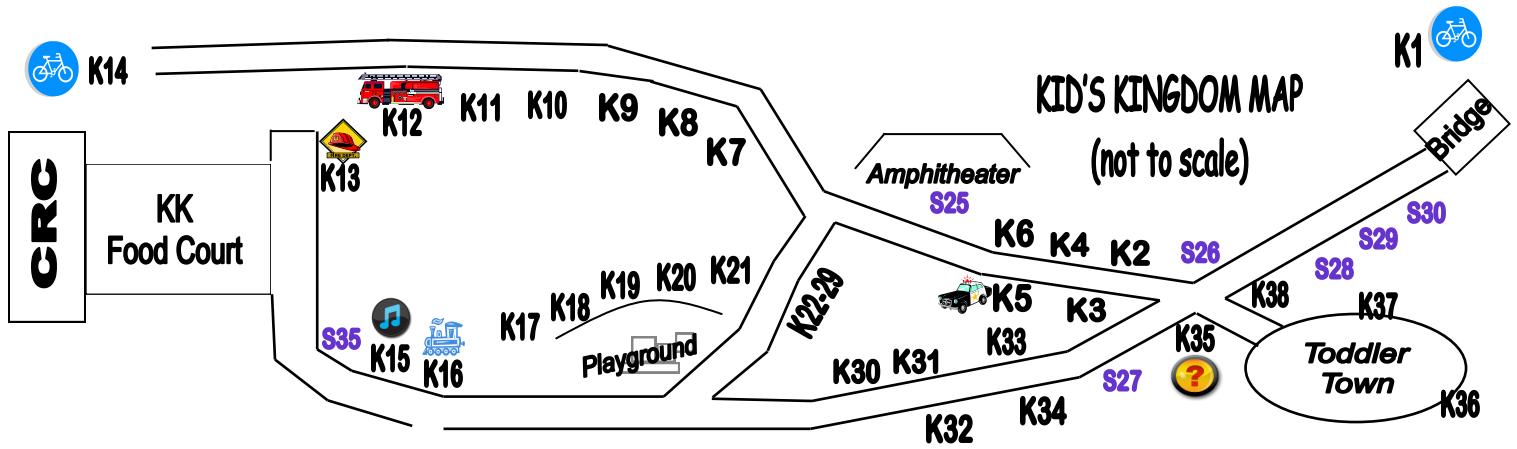 K1
K14
KID'S KINGDOM MAP
(not to scale)
K12
K11
K10
K9
K8
K7
K13
Bridge
CRC
KK
Food Court
Amphitheater
S25
K6
K4
K2
S26
S30
S29
S28
K18
K19
K20
K21
K22-29
K5
K3
K38
K37
S35
K15
K16
K17
Playground
K30
K31
K33
K35
?
S27
Toddler
Town
K36
K32
K34